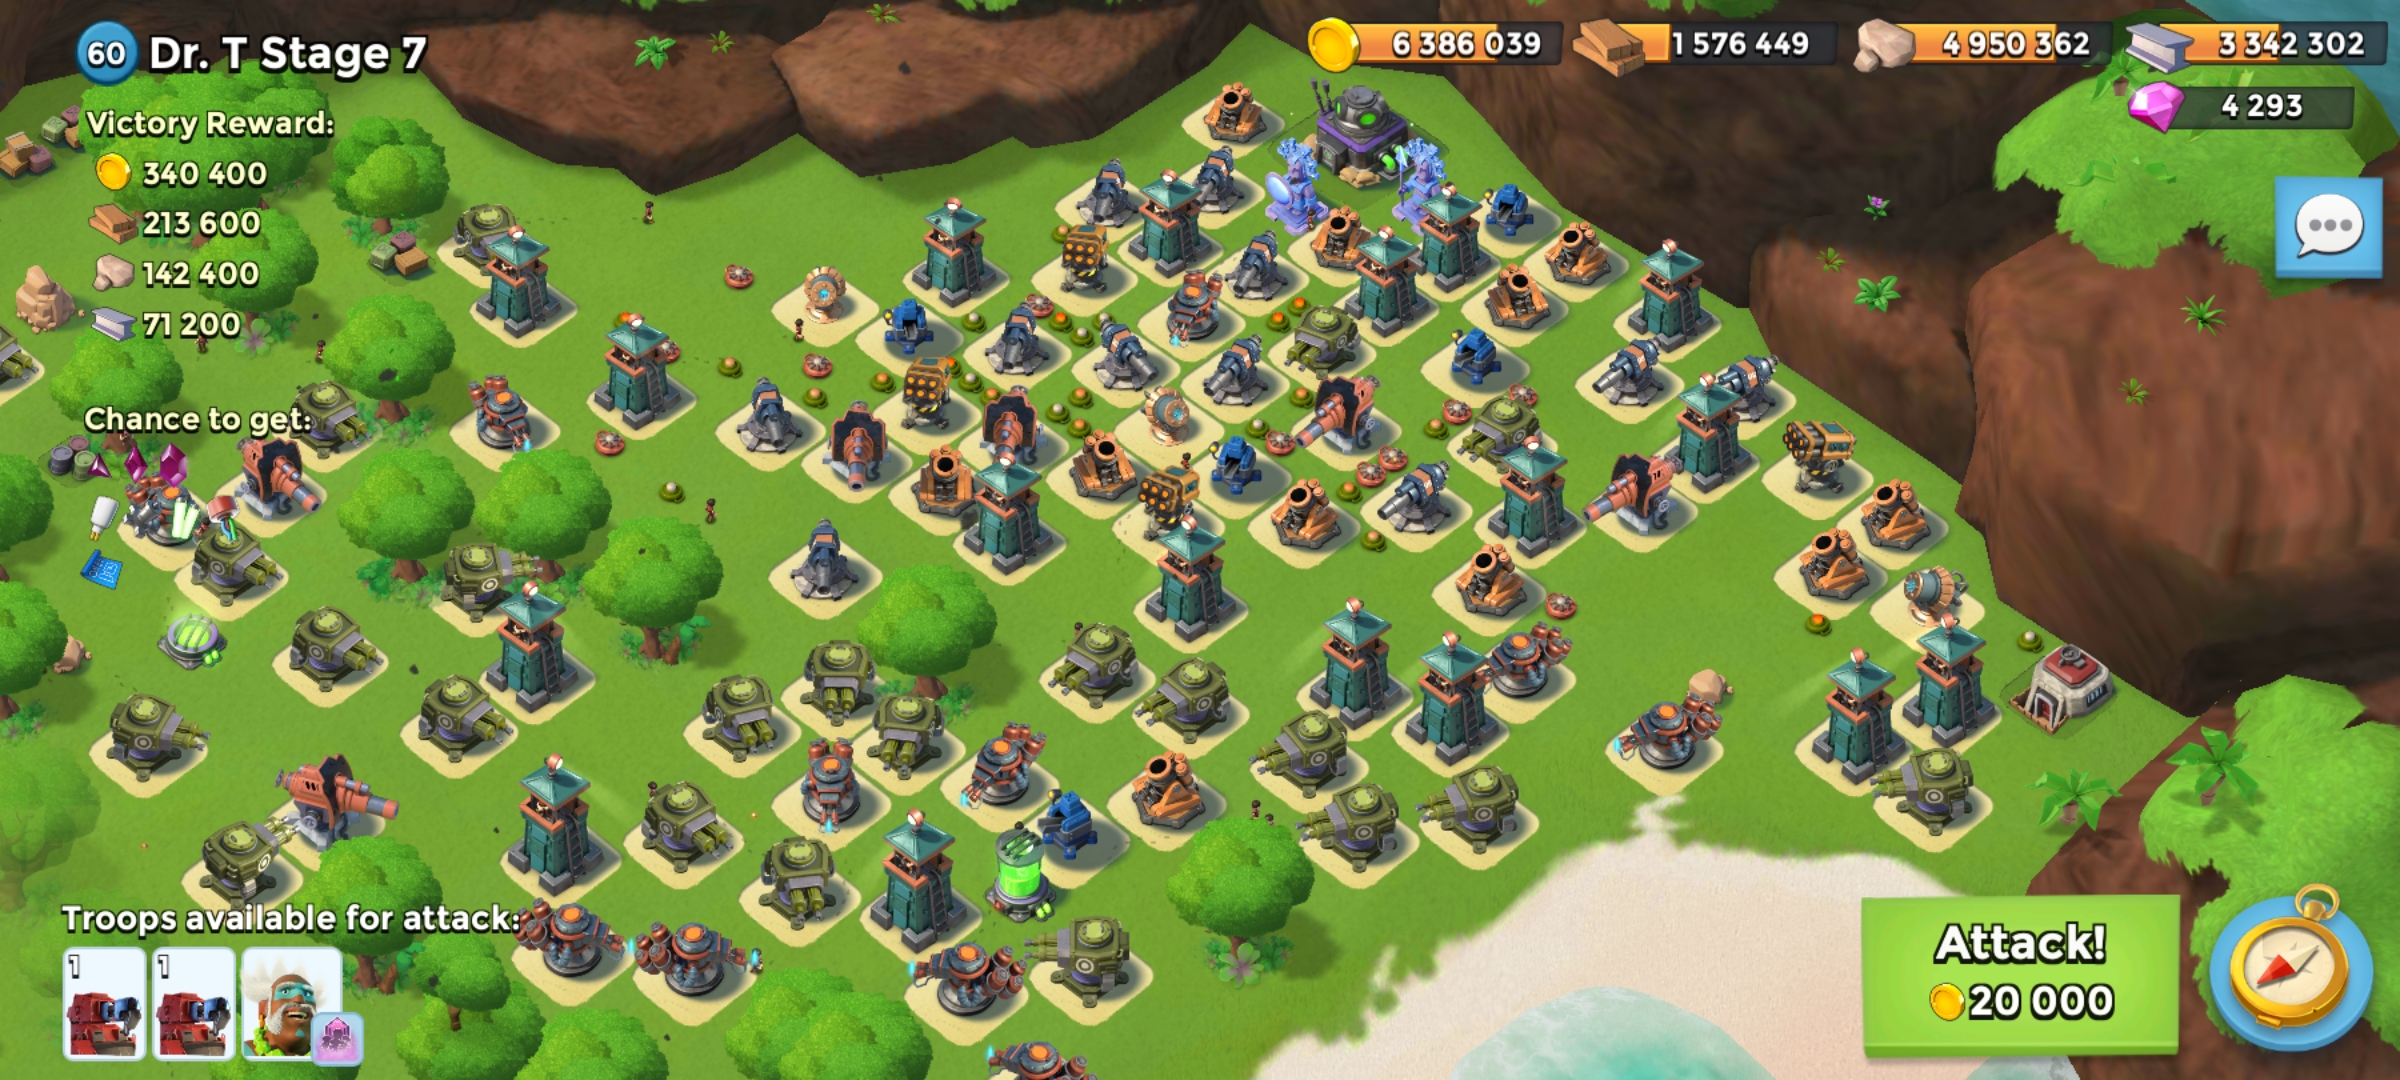 60 Dr. T Stage 7
6 386 039
1 576 449
4 950 362
3 342 302
4 293
Victory Reward:
340 400
213 600
142 400
71 200
Chance to get:
Troops available for attack:
1
1
Attack!
20 000